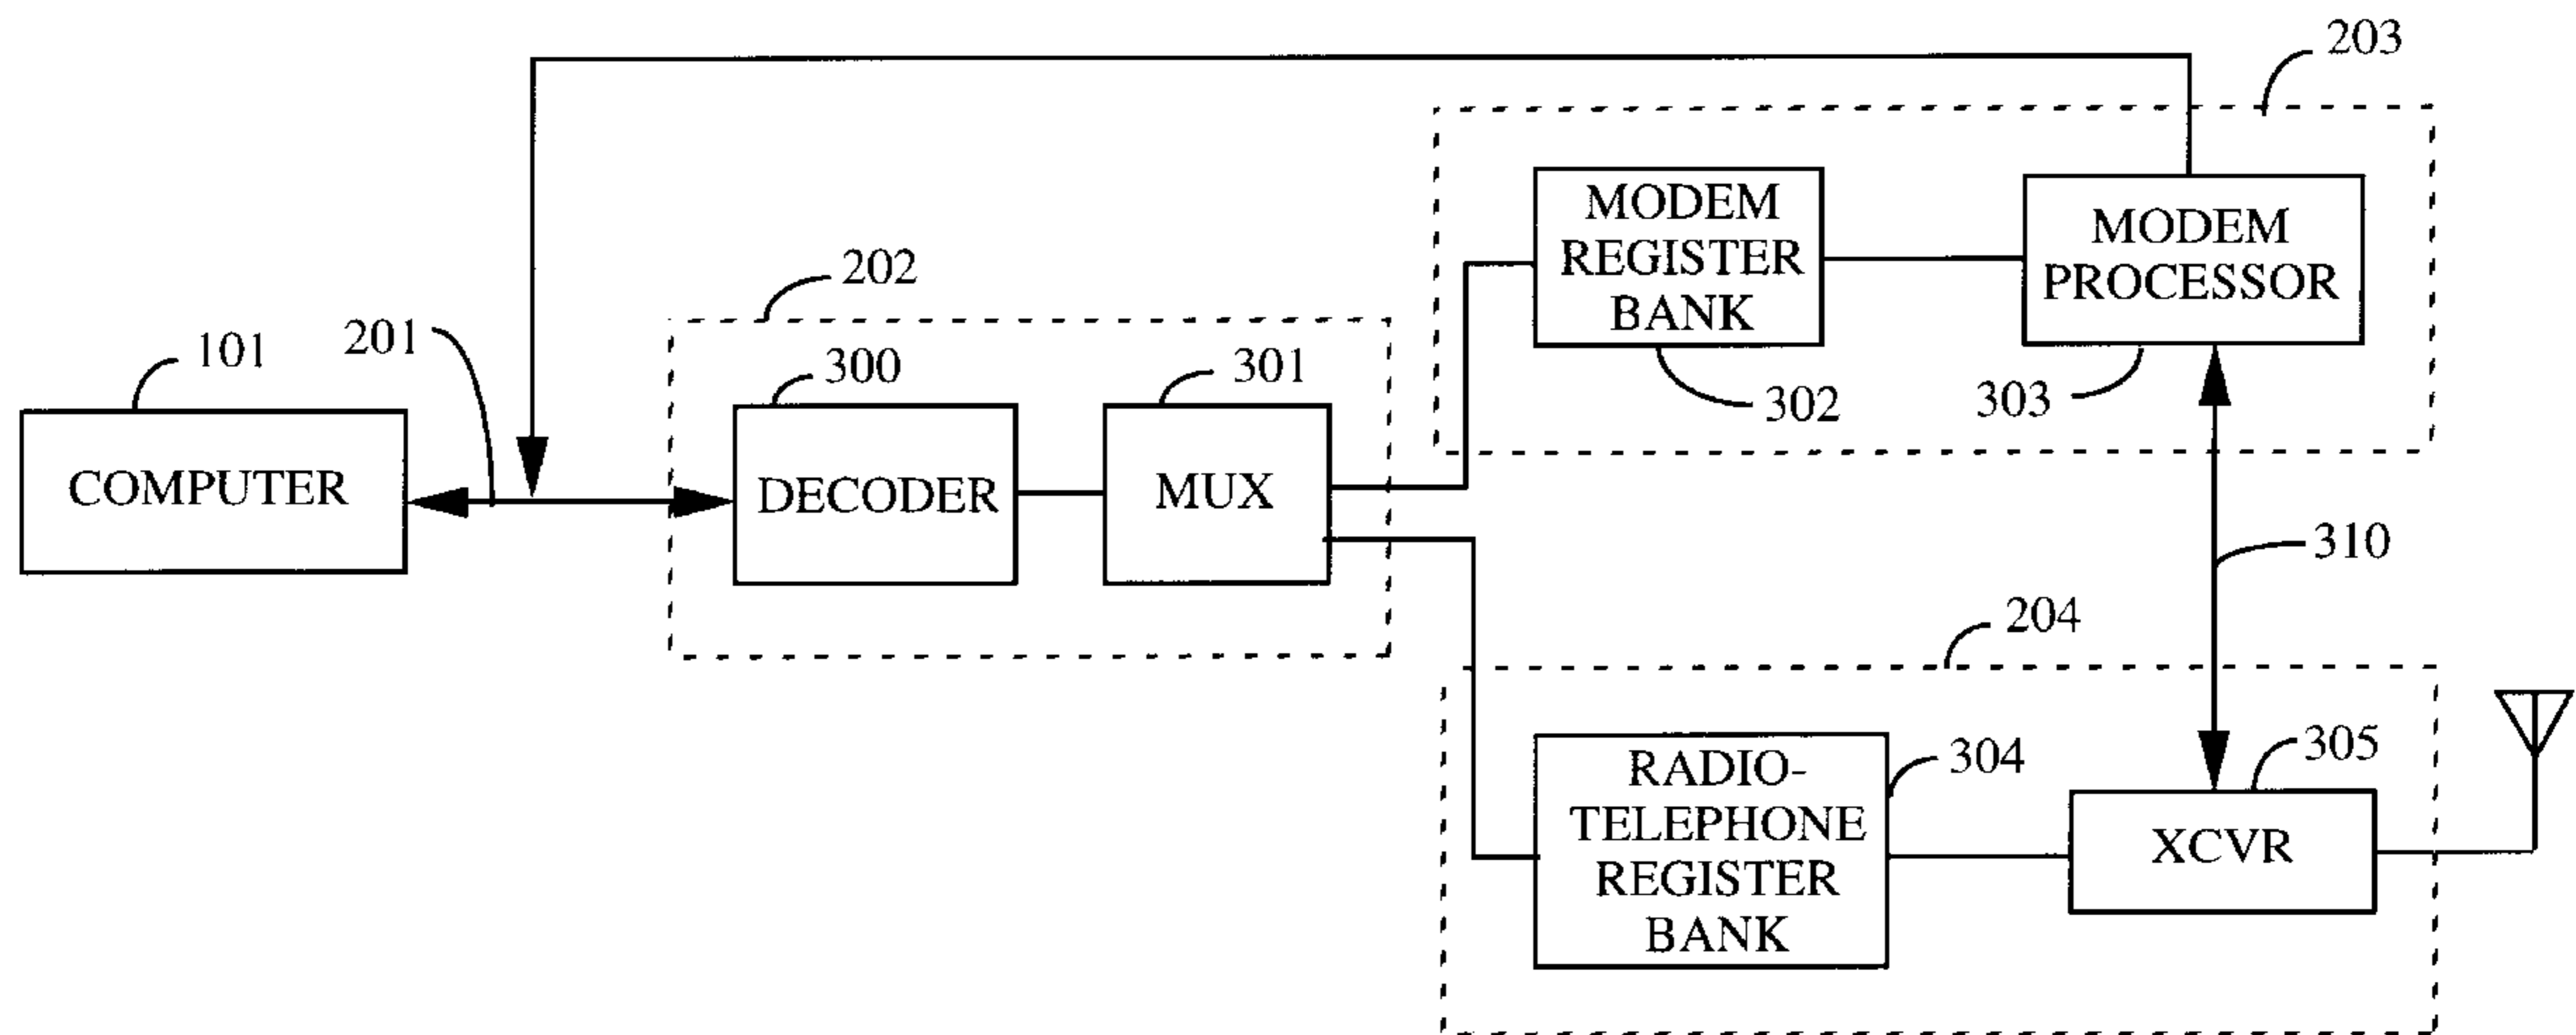 203
MODEM
REGISTER
BANK
MODEM
PROCESSOR
202
201
101
300
301
302
303
COMPUTER
DECODER
MUX
310
204
RADIO-
TELEPHONE
REGISTER
BANK
304
305
XCVR